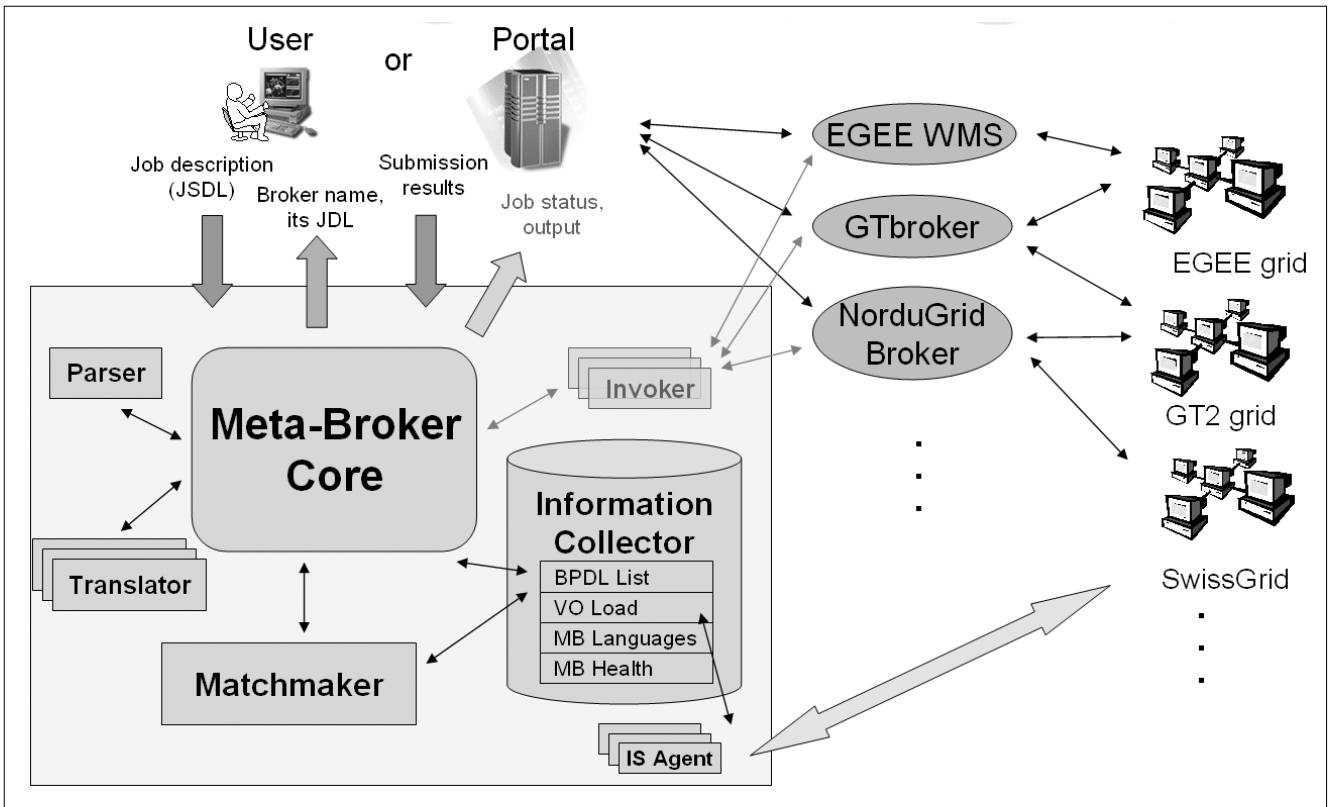 User
or
Portal
Job description
(JSDL)
Broker name,
its JDL
Submission
results
Job status,
output
EGEE WMS
GTbroker
NorduGrid
Broker
EGEE grid
GT2 grid
SwissGrid
Parser
Meta-Broker
Core
Invoker
Translator
Matchmaker
Information
Collector
BPDL List
VO Load
MB Languages
MB Health
IS Agent